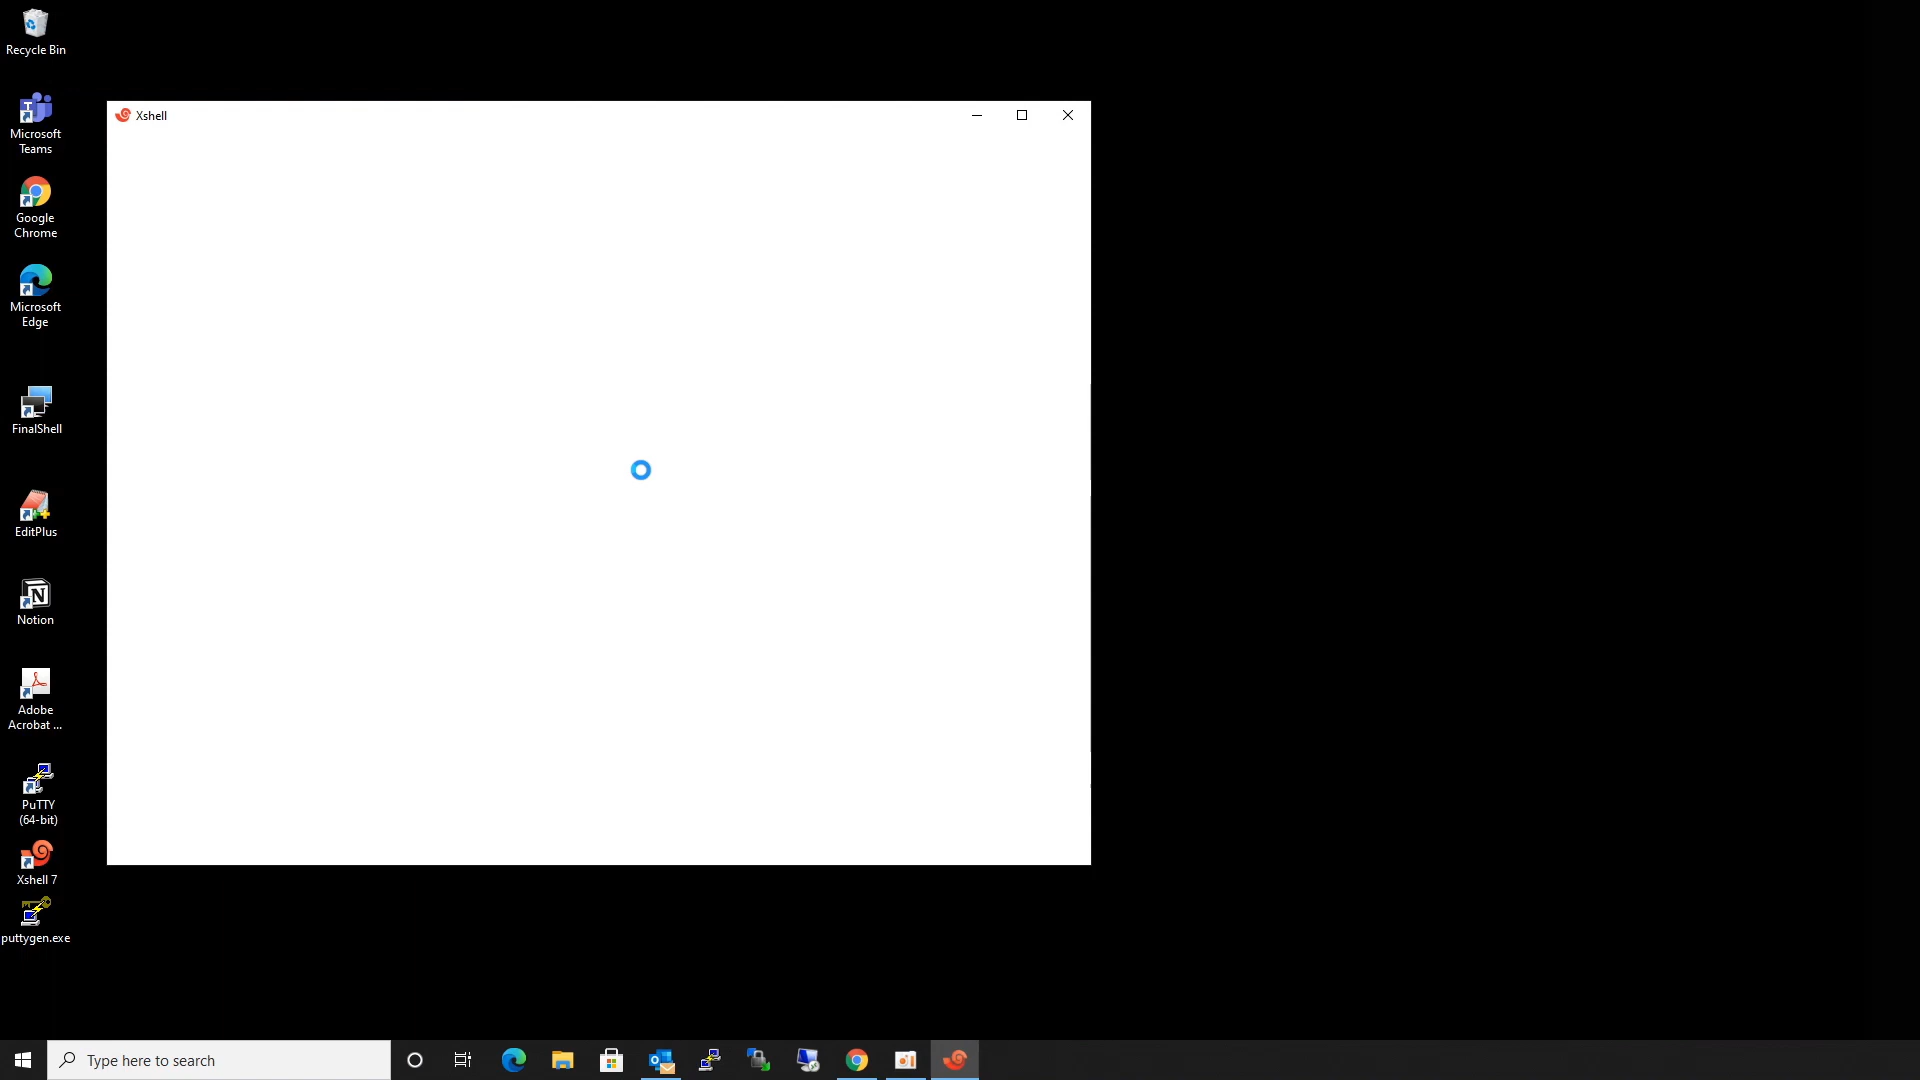 Recycle Bin
Microsoft
Teams
Google
Chrome
Microsoft
Edge
FinalShell
EditPlus
Notion
Adobe
Acrobat ...
PuTTY
(64-bit)
Xshell 7
puttygen.exe
Xshell
Type here to search